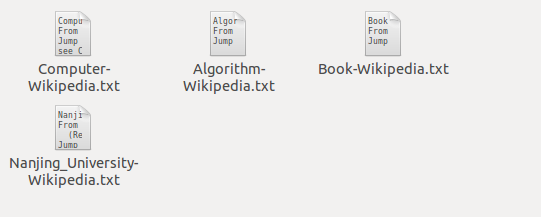 Compu
From
Jump
see C
Algor
From
Jump
Book
From
Jump
Computer-
Wikipedia.txt
Algorithm-
Wikipedia.txt
Book-Wikipedia.txt
Nanji
From
(Re
Jump
Nanjing_University-
Wikipedia.txt